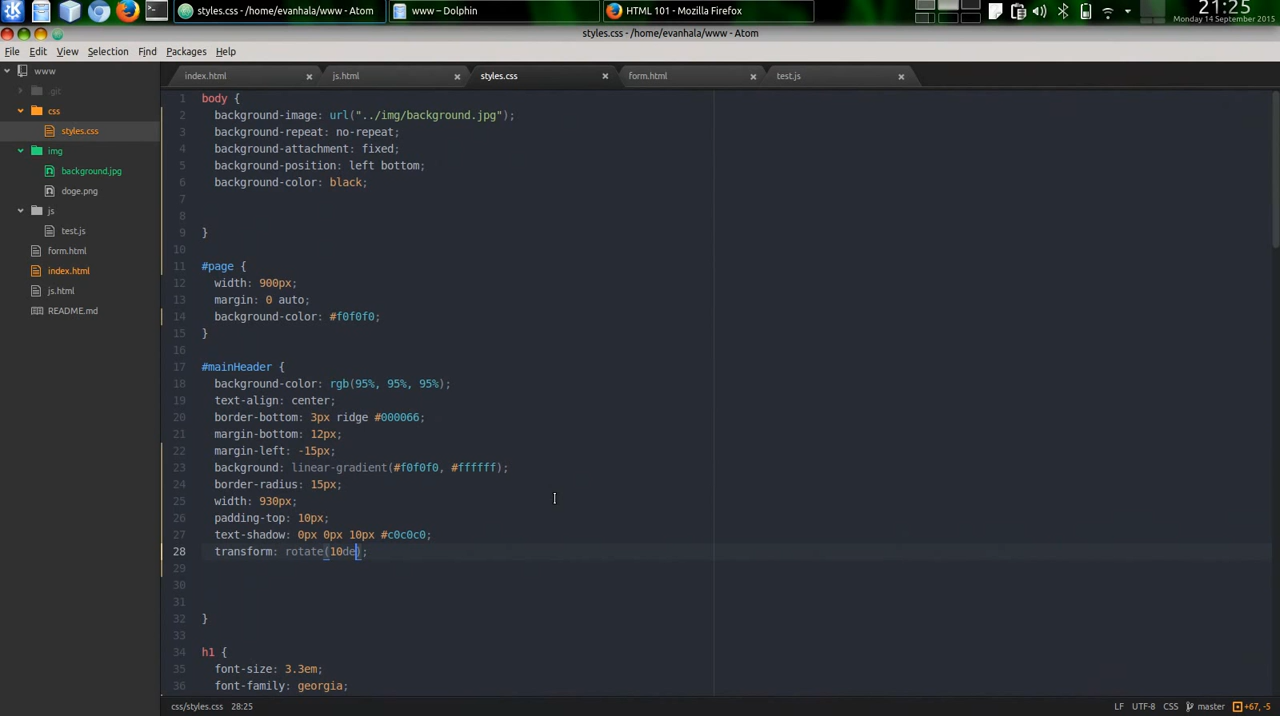 styles.css - /home/evanhala/www - Atom
www – Dolphin
HTML 101 - Mozilla Firefox
21:25
Monday 14 September 2015
styles.css - /home/evanhala/www - Atom
File Edit View Selection Find Packages Help
www
.git
css
styles.css
img
background.jpg
doge.png
js
test.js
form.html
index.html
js.html
README.md
index.html js.html styles.css form.html test.js
1 body {
2 background-image: url("../img/background.jpg");
3 background-repeat: no-repeat;
4 background-attachment: fixed;
5 background-position: left bottom;
6 background-color: black;
7
8
9 }
10
11 #page {
12 width: 900px;
13 margin: 0 auto;
14 background-color: #f0f0f0;
15 }
16
17 #mainHeader {
18 background-color: rgb(95%, 95%, 95%);
19 text-align: center;
20 border-bottom: 3px ridge #000066;
21 margin-bottom: 12px;
22 margin-left: -15px;
23 background: linear-gradient(#f0f0f0, #ffffff);
24 border-radius: 15px;
25 width: 930px;
26 padding-top: 10px;
27 text-shadow: 0px 0px 10px #c0c0c0;
28 transform: rotate(10de);
29
30
31
32 }
33
34 h1 {
35 font-size: 3.3em;
36 font-family: georgia;
css/styles.css 28:25
LF UTF-8 CSS master +67, -5